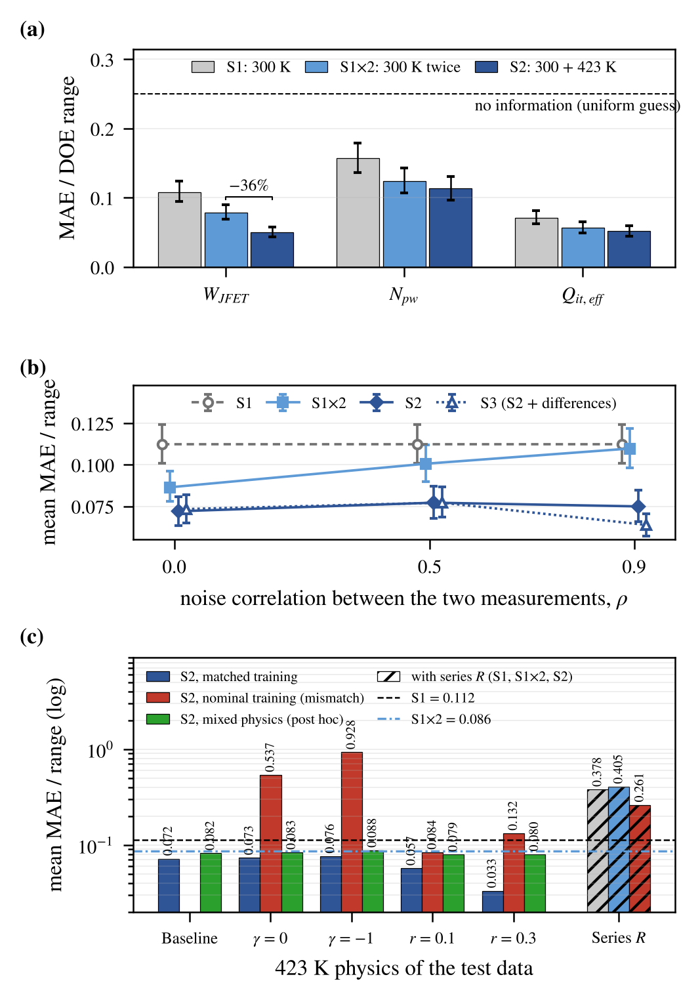 (a)
MAE / DOE range
0.3
0.2
0.1
0.0
S1: 300 K
S1×2: 300 K twice
S2: 300 + 423 K
no information (uniform guess)
−36%
W_JFET
N_pw
Q_it, eff
(b)
mean MAE / range
0.125
0.100
0.075
S1
S1×2
S2
S3 (S2 + differences)
0.0
0.5
0.9
noise correlation between the two measurements, ρ
(c)
mean MAE / range (log)
10⁰
10⁻¹
S2, matched training
S2, nominal training (mismatch)
S2, mixed physics (post hoc)
with series R (S1, S1×2, S2)
S1 = 0.112
S1×2 = 0.086
0.072
0.082
0.073
0.537
0.083
0.076
0.928
0.088
0.057
0.084
0.079
0.033
0.132
0.080
0.378
0.405
0.261
Baseline
γ = 0
γ = −1
r = 0.1
r = 0.3
Series R
423 K physics of the test data